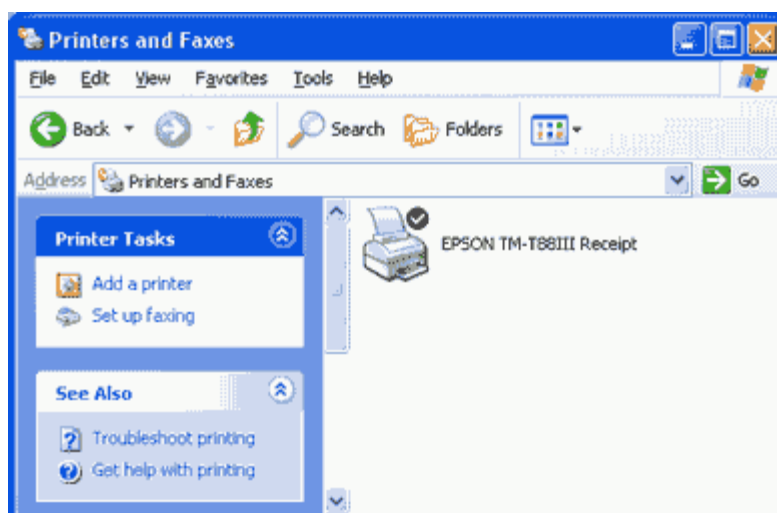 Printers and Faxes
File Edit View Favorites Tools Help
Back Search Folders
Address Printers and Faxes Go
Printer Tasks
Add a printer
Set up faxing
See Also
Troubleshoot printing
Get help with printing
EPSON TM-T88III Receipt